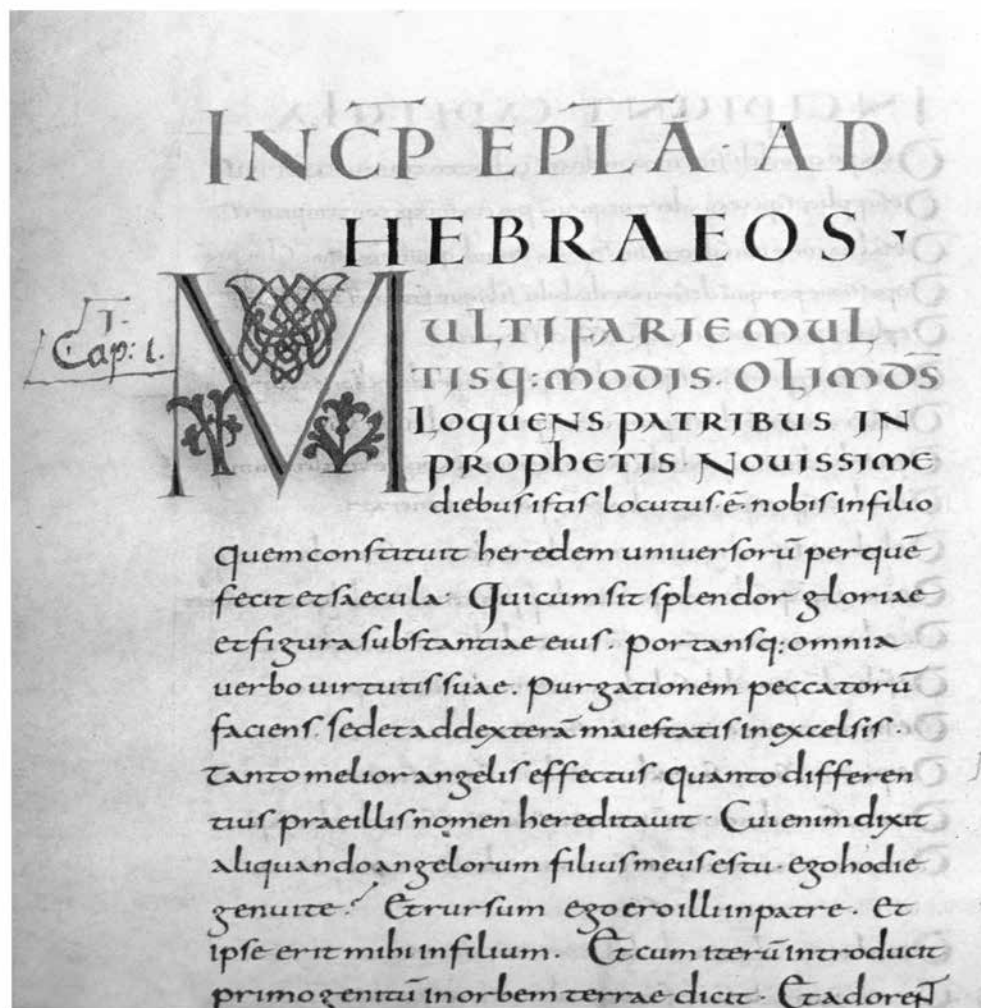 INCP EPLĀ · AD
HEBRAEOS ·
1.
Cap: 1.
MULTIFARIE MUL
TISQ: MODIS · OLIM DS̄
LOQUENS PATRIBUS IN
PROPHETIS NOUISSIME
diebus istis locutus · ē · nobis in filio
quem constituit heredem uniuersorū per quē
fecit et saecula · Qui cum sit splendor gloriae
et figura substantiae eius · portansq: omnia
uerbo uirtutis suae · purgationem peccatorū
faciens · sedet ad dexterā maiestatis in excelsis ·
tanto melior angelis effectus · quanto differen
tius prae illis nomen hereditauit · Cui enim dixit
aliquando angelorum filius meus es tu · ego hodie
genui te · Et rursum ego ero illi in patre · Et
ipse erit mihi in filium · Et cum iterū introducit
primogenitū in orbem terrae dicit · Et adorent